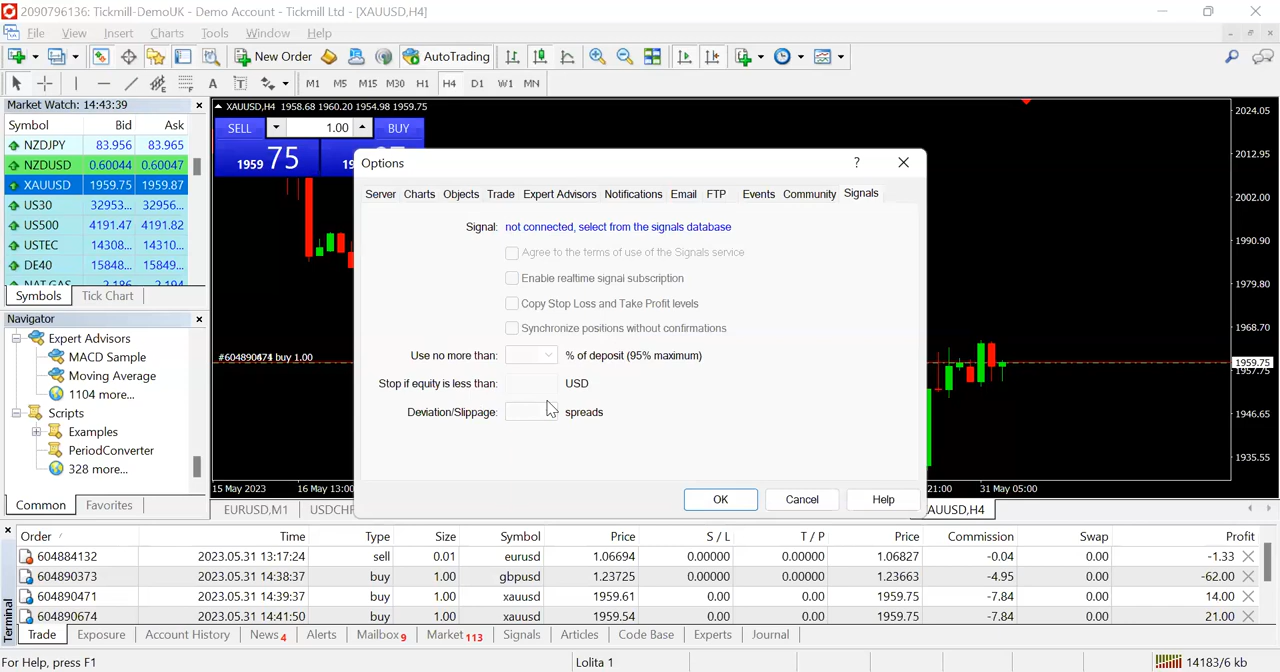 2090796136: Tickmill-DemoUK - Demo Account - Tickmill Ltd - [XAUUSD,H4]
File View Insert Charts Tools Window Help
New Order AutoTrading
A T M1 M5 M15 M30 H1 H4 D1 W1 MN
Market Watch: 14:43:39
Symbol Bid Ask
NZDJPY 83.956 83.965
NZDUSD 0.60044 0.60047
XAUUSD 1959.75 1959.87
US30 32953... 32956...
US500 4191.47 4191.82
USTEC 14308... 14310...
DE40 15848... 15849...
NAT.GAS 2.186 2.194
Symbols Tick Chart
Navigator
Expert Advisors
MACD Sample
Moving Average
1104 more...
Scripts
Examples
PeriodConverter
328 more...
Common Favorites
XAUUSD,H4 1958.68 1960.20 1954.98 1959.75
SELL 1.00 BUY
1959 75
#604890471 buy 1.00
2024.05
2012.95
2002.00
1990.90
1979.80
1968.70
1959.75
1957.75
1946.65
1935.55
15 May 2023 16 May 13:00 21:00 31 May 05:00
EURUSD,M1 USDCHF AUUSD,H4
Options
?
Server Charts Objects Trade Expert Advisors Notifications Email FTP Events Community Signals
Signal: not connected, select from the signals database
Agree to the terms of use of the Signals service
Enable realtime signal subscription
Copy Stop Loss and Take Profit levels
Synchronize positions without confirmations
Use no more than: % of deposit (95% maximum)
Stop if equity is less than: USD
Deviation/Slippage: spreads
OK Cancel Help
Order / Time Type Size Symbol Price S / L T / P Price Commission Swap Profit
604884132 2023.05.31 13:17:24 sell 0.01 eurusd 1.06694 0.00000 0.00000 1.06827 -0.04 0.00 -1.33
604890373 2023.05.31 14:38:37 buy 1.00 gbpusd 1.23725 0.00000 0.00000 1.23663 -4.95 0.00 -62.00
604890471 2023.05.31 14:39:37 buy 1.00 xauusd 1959.61 0.00 0.00 1959.75 -7.84 0.00 14.00
604890674 2023.05.31 14:41:50 buy 1.00 xauusd 1959.54 0.00 0.00 1959.75 -7.84 0.00 21.00
Terminal
Trade Exposure Account History News 4 Alerts Mailbox 9 Market 113 Signals Articles Code Base Experts Journal
For Help, press F1 Lolita 1 14183/6 kb